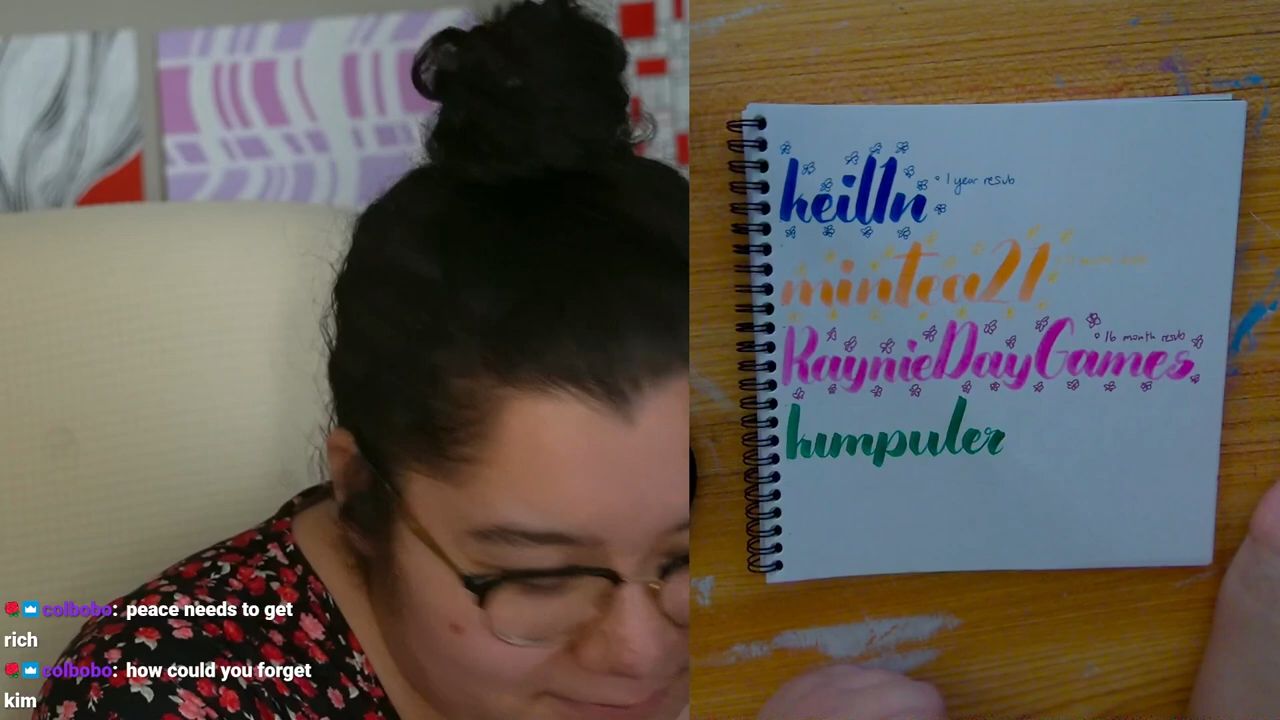 keilln
1 year resub
mintea21
RaynieDayGames
16 month resub
kimpuler
colbobo: peace needs to get
rich
colbobo: how could you forget
kim